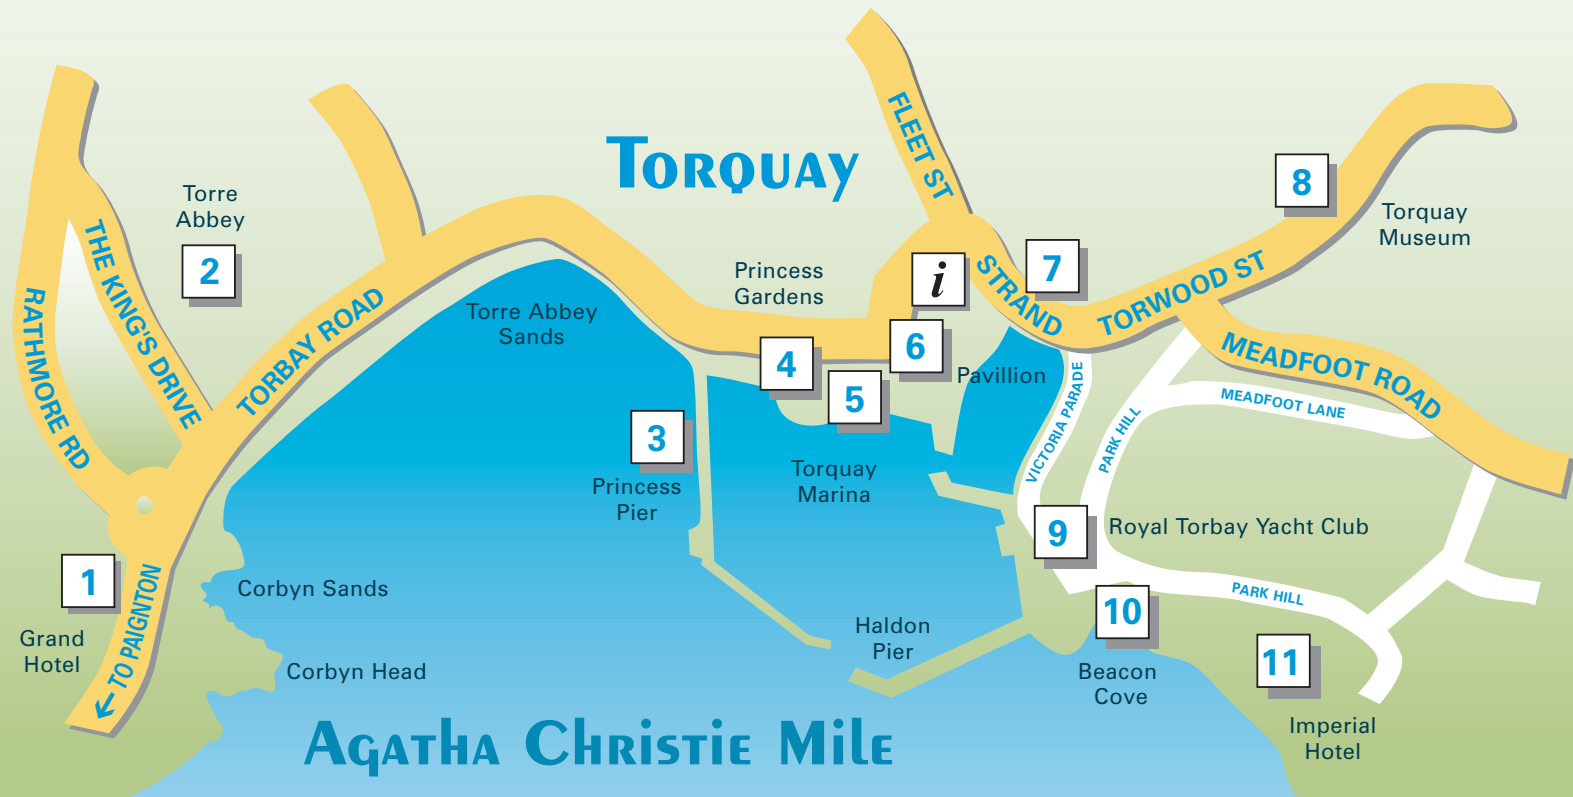 TORQUAY
FLEET ST
Torre
Abbey
2
THE KING'S DRIVE
RATHMORE RD
TORBAY ROAD
Torre Abbey
Sands
Princess
Gardens
i
STRAND
7
TORWOOD ST
8
Torquay
Museum
MEADFOOT ROAD
MEADFOOT LANE
4
5
6
Pavillion
VICTORIA PARADE
PARK HILL
3
Princess
Pier
Torquay
Marina
9
Royal Torbay Yacht Club
1
Grand
Hotel
TO PAIGNTON
Corbyn Sands
Corbyn Head
Haldon
Pier
10
Beacon
Cove
PARK HILL
11
Imperial
Hotel
AGATHA CHRISTIE MILE